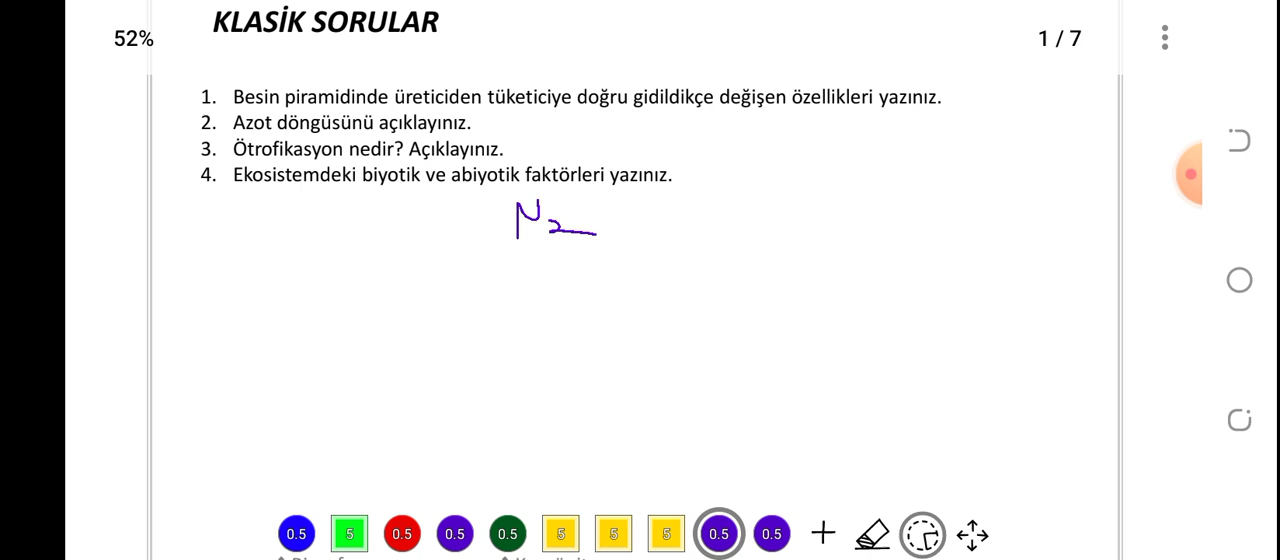 KLASİK SORULAR
52%
1 / 7
1. Besin piramidinde üreticiden tüketiciye doğru gidildikçe değişen özellikleri yazınız.
2. Azot döngüsünü açıklayınız.
3. Ötrofikasyon nedir? Açıklayınız.
4. Ekosistemdeki biyotik ve abiyotik faktörleri yazınız.
N2
0.5 5 0.5 0.5 0.5 5 5 5 0.5 0.5